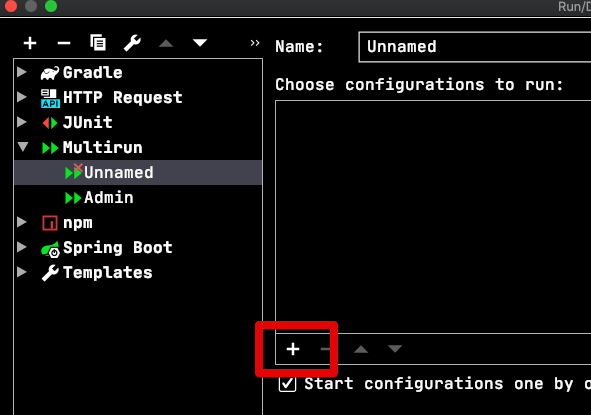 Run/D
Name: Unnamed
Choose configurations to run:
Gradle
API HTTP Request
JUnit
Multirun
Unnamed
Admin
npm
Spring Boot
Templates
Start configurations one by o